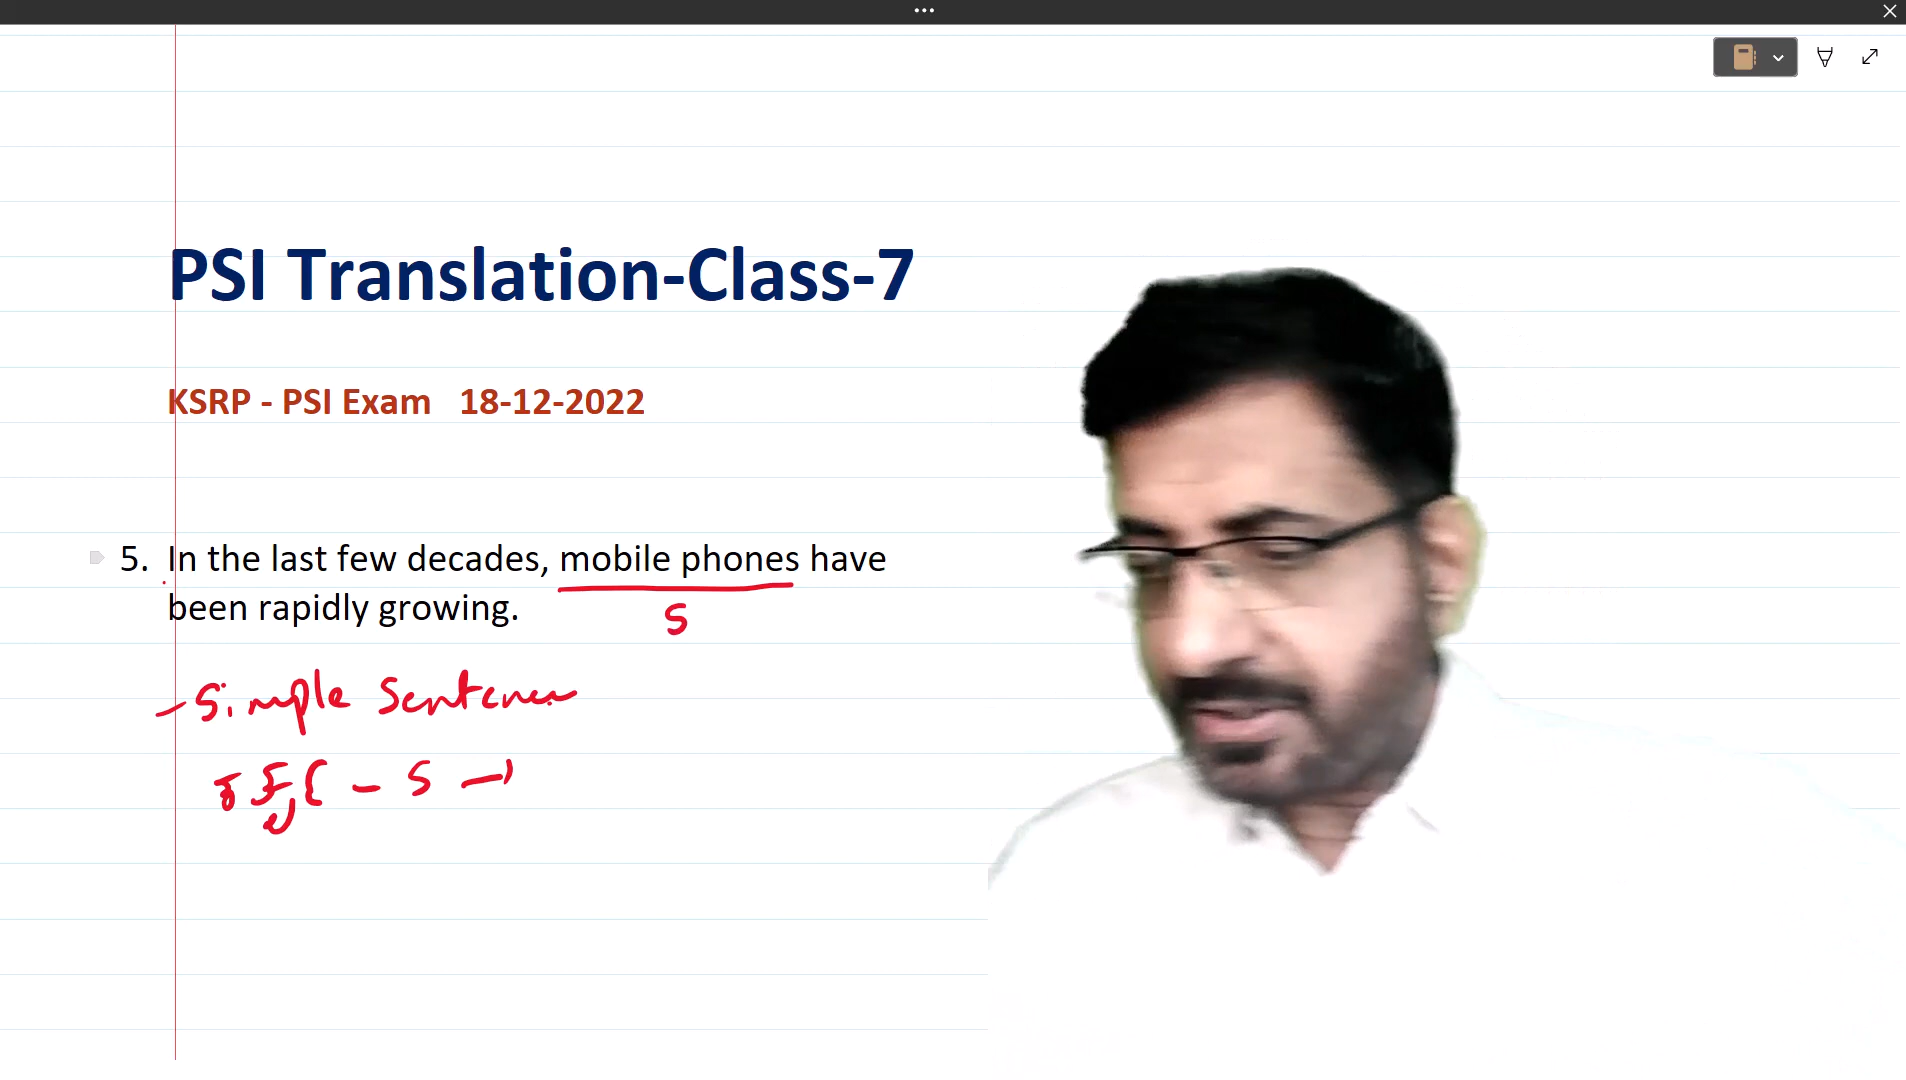 PSI Translation-Class-7
KSRP - PSI Exam 18-12-2022
5. In the last few decades, mobile phones have
been rapidly growing.
S
- Simple Sentence
- S